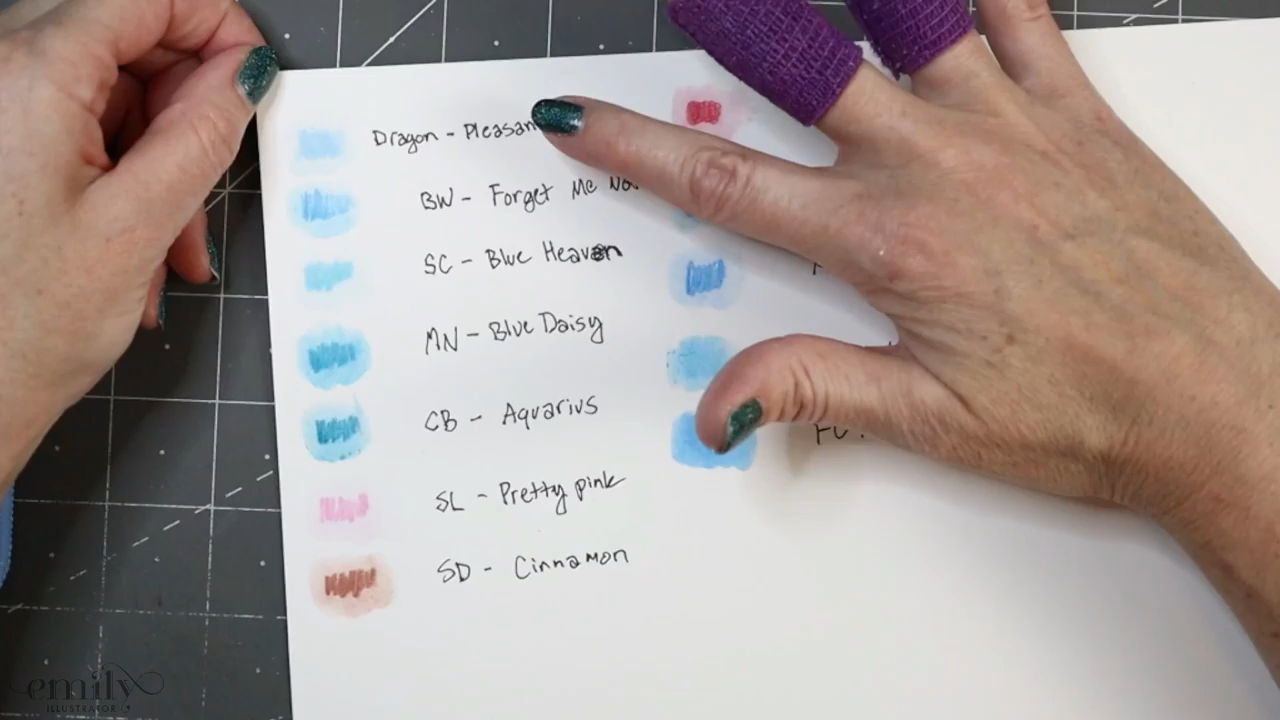 Dragon - Pleasan
BW - Forget Me No
SC - Blue Heaven
MN - Blue Daisy
CB - Aquarius
SL - Pretty pink
SD - Cinnamon
emily
ILLUSTRATOR